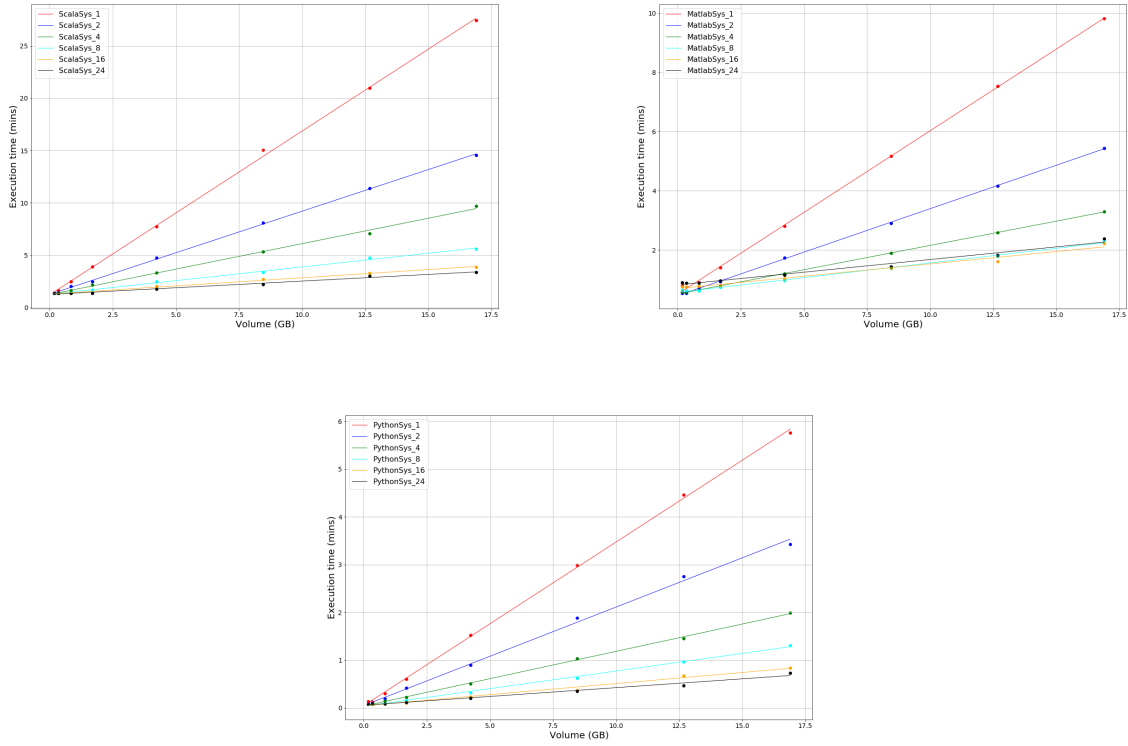 ScalaSys_1
ScalaSys_2
ScalaSys_4
ScalaSys_8
ScalaSys_16
ScalaSys_24
Execution time (mins)
25
20
15
10
5
0
0.0 2.5 5.0 7.5 10.0 12.5 15.0 17.5
Volume (GB)
MatlabSys_1
MatlabSys_2
MatlabSys_4
MatlabSys_8
MatlabSys_16
MatlabSys_24
Execution time (mins)
10
8
6
4
2
0.0 2.5 5.0 7.5 10.0 12.5 15.0 17.5
Volume (GB)
PythonSys_1
PythonSys_2
PythonSys_4
PythonSys_8
PythonSys_16
PythonSys_24
Execution time (mins)
6
5
4
3
2
1
0
0.0 2.5 5.0 7.5 10.0 12.5 15.0 17.5
Volume (GB)